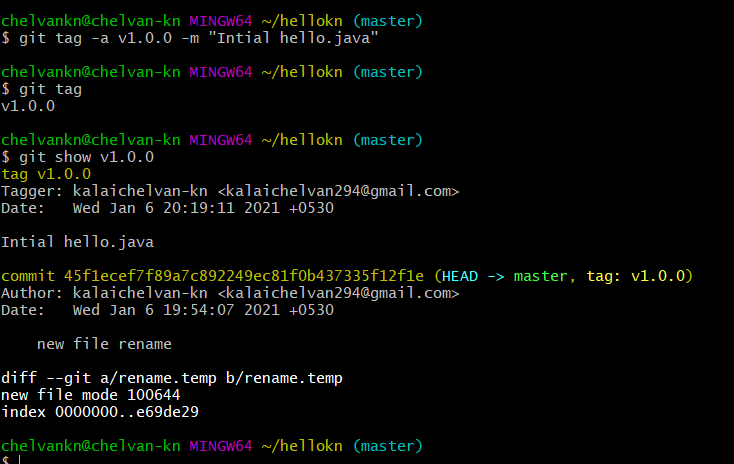 chelvankn@chelvan-kn MINGW64 ~/hellokn (master)
$ git tag -a v1.0.0 -m "Intial hello.java"
chelvankn@chelvan-kn MINGW64 ~/hellokn (master)
$ git tag
v1.0.0
chelvankn@chelvan-kn MINGW64 ~/hellokn (master)
$ git show v1.0.0
tag v1.0.0
Tagger: kalaichelvan-kn <kalaichelvan294@gmail.com>
Date:   Wed Jan 6 20:19:11 2021 +0530
Intial hello.java
commit 45f1ecef7f89a7c892249ec81f0b437335f12f1e (HEAD -> master, tag: v1.0.0)
Author: kalaichelvan-kn <kalaichelvan294@gmail.com>
Date:   Wed Jan 6 19:54:07 2021 +0530
    new file rename
diff --git a/rename.temp b/rename.temp
new file mode 100644
index 0000000..e69de29
chelvankn@chelvan-kn MINGW64 ~/hellokn (master)
$